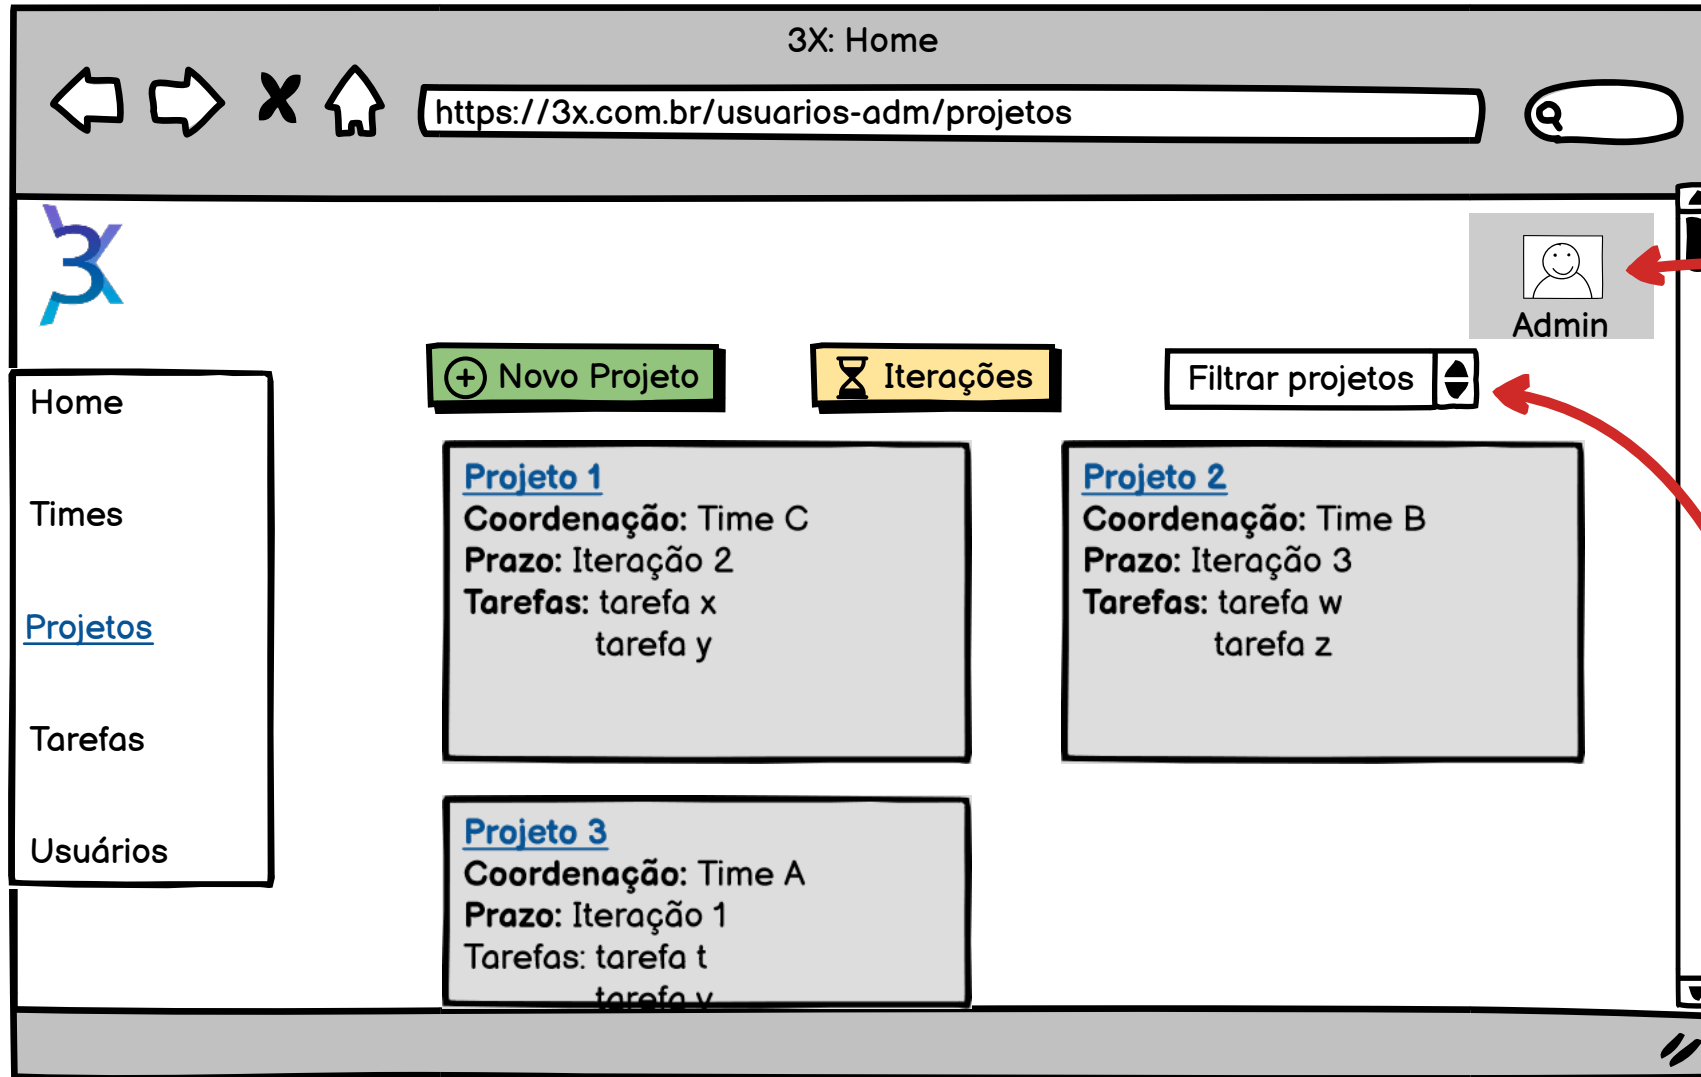 3X: Home
https://3x.com.br/usuarios-adm/projetos
3X
Admin
Novo Projeto
Iterações
Filtrar projetos
Home
Times
Projetos
Tarefas
Usuários
Projeto 1
Coordenação: Time C
Prazo: Iteração 2
Tarefas: tarefa x
tarefa y
Projeto 2
Coordenação: Time B
Prazo: Iteração 3
Tarefas: tarefa w
tarefa z
Projeto 3
Coordenação: Time A
Prazo: Iteração 1
Tarefas: tarefa t
tarefa